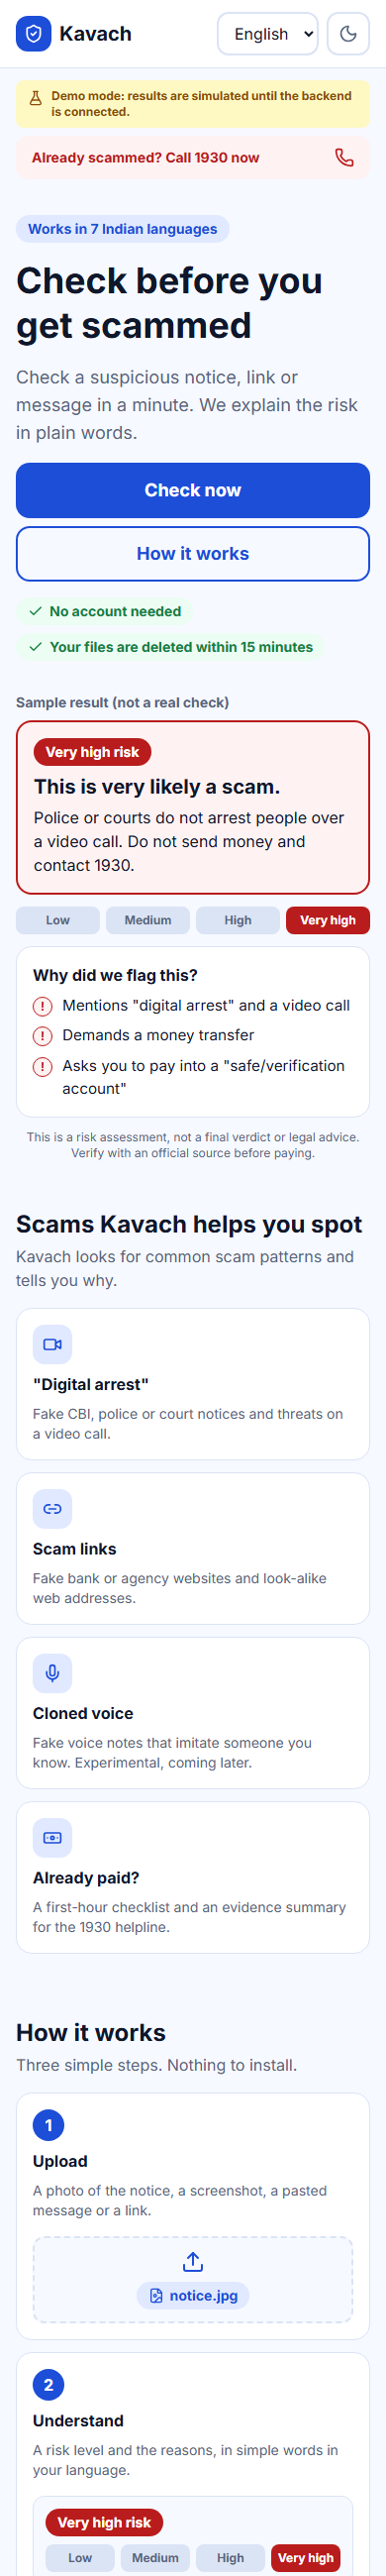 Kavach
English
Demo mode: results are simulated until the backend
is connected.
Already scammed? Call 1930 now
Works in 7 Indian languages
Check before you
get scammed
Check a suspicious notice, link or
message in a minute. We explain the risk
in plain words.
Check now
How it works
No account needed
Your files are deleted within 15 minutes
Sample result (not a real check)
Very high risk
This is very likely a scam.
Police or courts do not arrest people over
a video call. Do not send money and
contact 1930.
Low Medium High Very high
Why did we flag this?
Mentions "digital arrest" and a video call
Demands a money transfer
Asks you to pay into a "safe/verification
account"
This is a risk assessment, not a final verdict or legal advice.
Verify with an official source before paying.
Scams Kavach helps you spot
Kavach looks for common scam patterns and
tells you why.
"Digital arrest"
Fake CBI, police or court notices and threats on
a video call.
Scam links
Fake bank or agency websites and look-alike
web addresses.
Cloned voice
Fake voice notes that imitate someone you
know. Experimental, coming later.
Already paid?
A first-hour checklist and an evidence summary
for the 1930 helpline.
How it works
Three simple steps. Nothing to install.
1
Upload
A photo of the notice, a screenshot, a pasted
message or a link.
notice.jpg
2
Understand
A risk level and the reasons, in simple words in
your language.
Very high risk
Low Medium High Very high